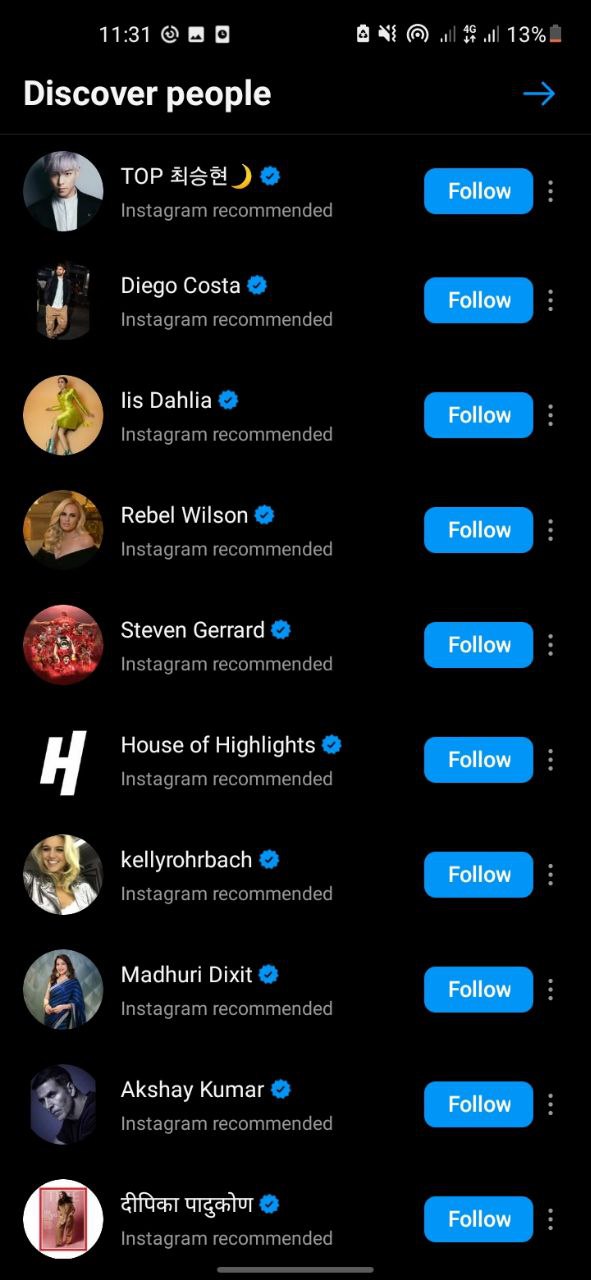 11:31
4G
13%
Discover people
TOP 최승현🌙
Instagram recommended
Follow
Diego Costa
Instagram recommended
Follow
Iis Dahlia
Instagram recommended
Follow
Rebel Wilson
Instagram recommended
Follow
Steven Gerrard
Instagram recommended
Follow
H
House of Highlights
Instagram recommended
Follow
kellyrohrbach
Instagram recommended
Follow
Madhuri Dixit
Instagram recommended
Follow
Akshay Kumar
Instagram recommended
Follow
दीपिका पादुकोण
Instagram recommended
Follow